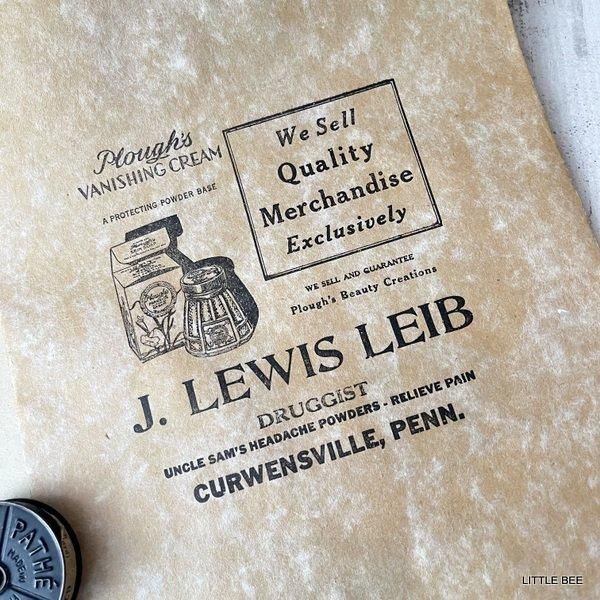 Plough's
VANISHING CREAM
A PROTECTING POWDER BASE
We Sell
Quality
Merchandise
Exclusively
WE SELL AND GUARANTEE
Plough's Beauty Creations
J. LEWIS LEIB
DRUGGIST
UNCLE SAM'S HEADACHE POWDERS - RELIEVE PAIN
CURWENSVILLE, PENN.
PATHÉ
LITTLE BEE